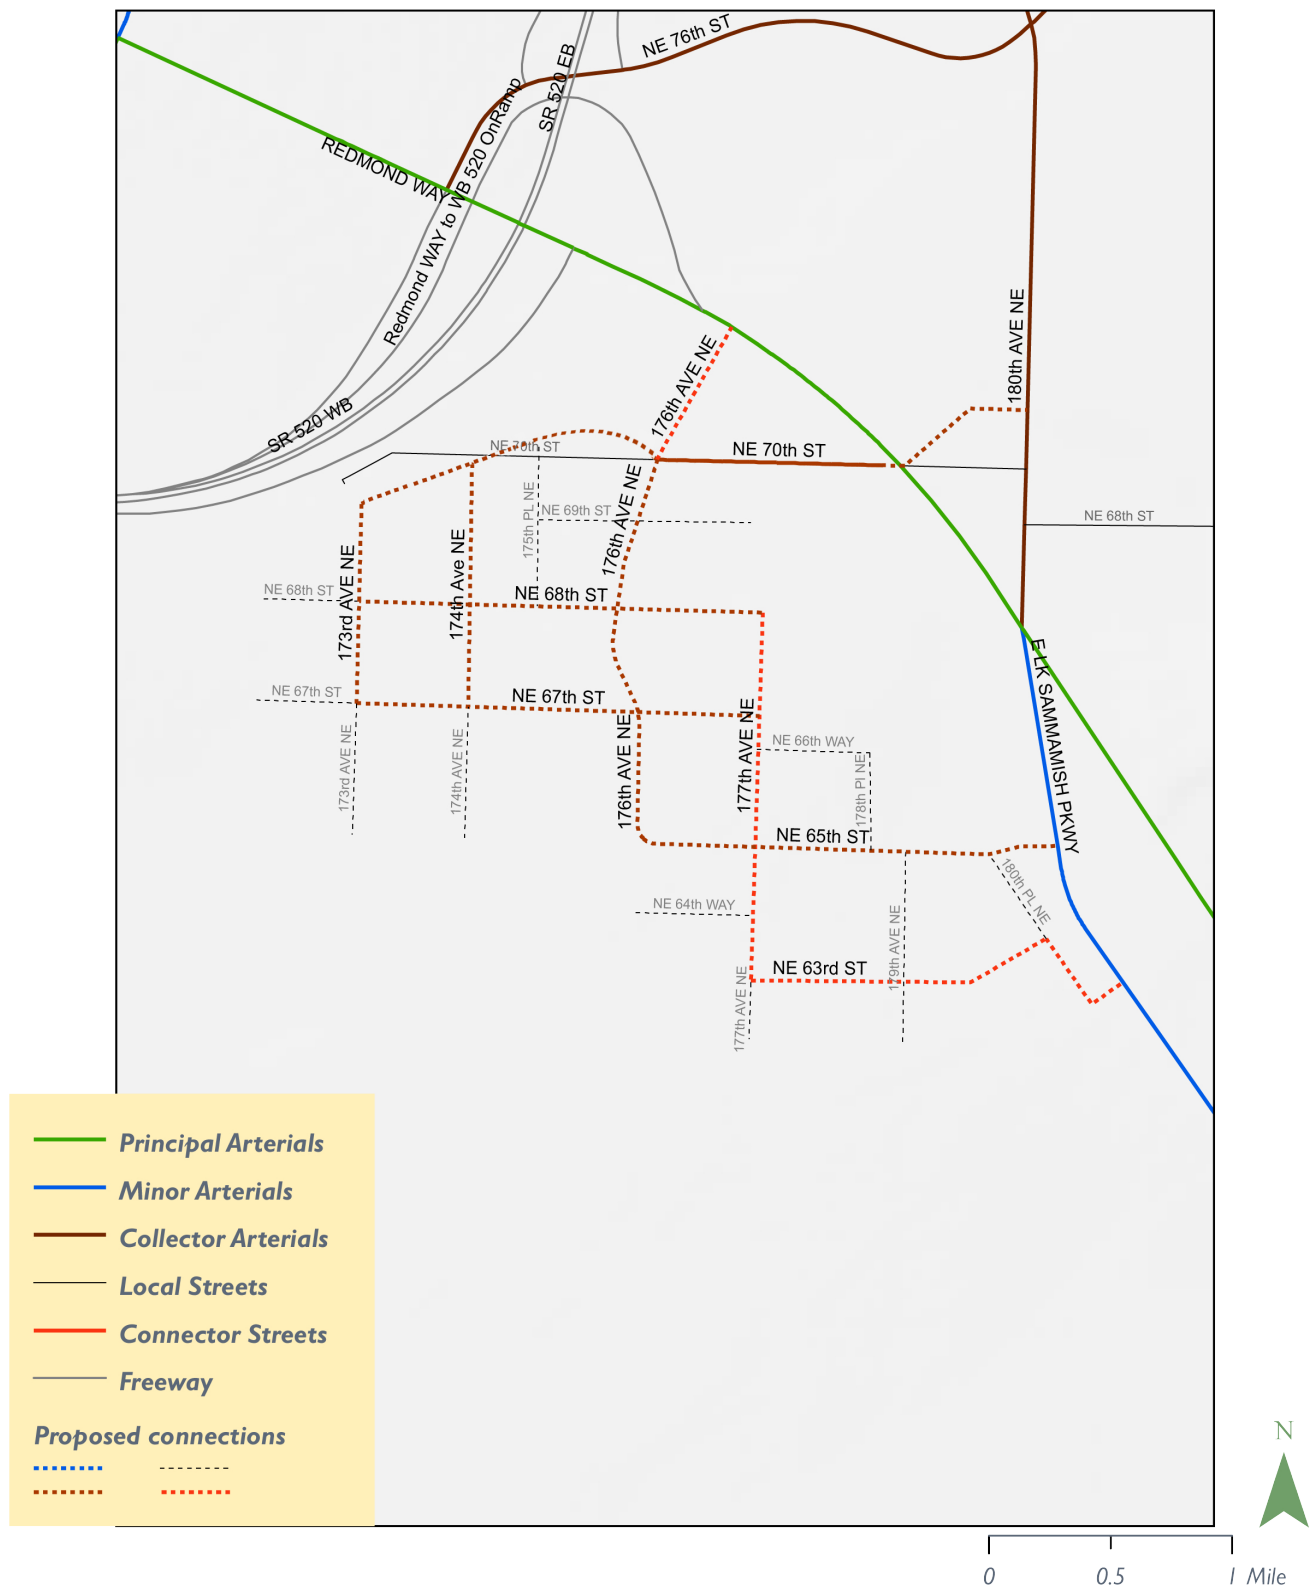 NE 76th ST
SR 520 EB
REDMOND WAY
Redmond WAY to WB 520 OnRamp
180th AVE NE
176th AVE NE
SR 520 WB
NE 70th ST
NE 70th ST
176th AVE NE
175th PL NE
NE 69th ST
NE 68th ST
173rd AVE NE
174th Ave NE
NE 68th ST
NE 68th ST
E LK SAMMAMISH PKWY
NE 67th ST
NE 67th ST
173rd AVE NE
174th AVE NE
176th AVE NE
177th AVE NE
NE 66th WAY
178th Pl NE
NE 65th ST
180th PL NE
NE 64th WAY
179th AVE NE
NE 63rd ST
177th AVE NE
Principal Arterials
Minor Arterials
Collector Arterials
Local Streets
Connector Streets
Freeway
Proposed connections
N
0 0.5 1 Mile